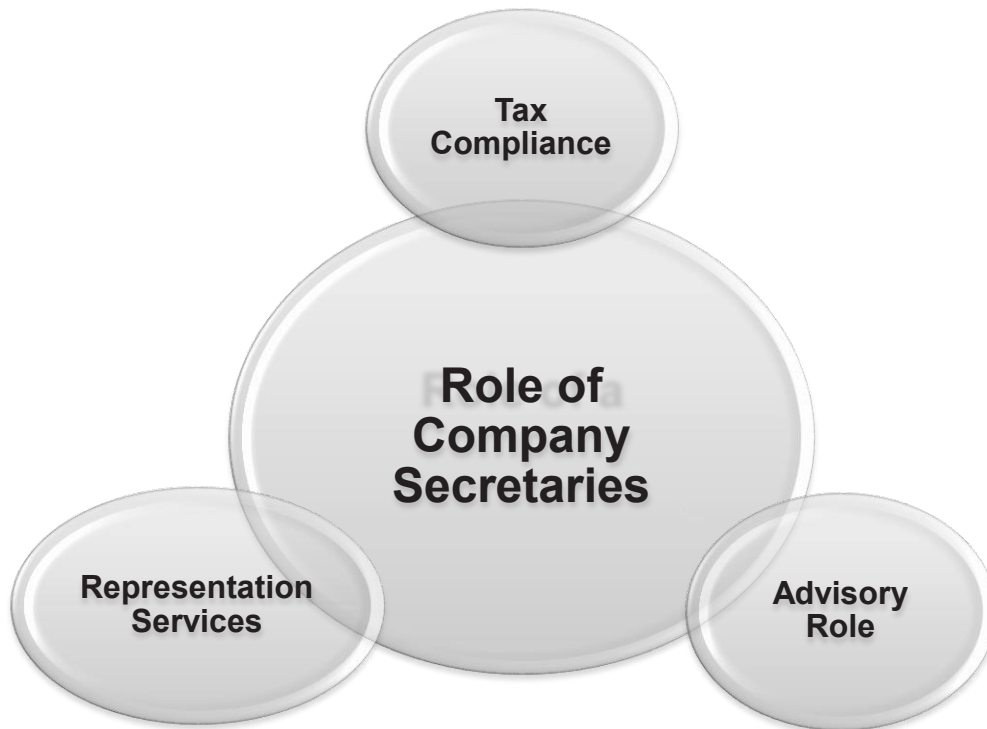 Tax
Compliance
Role of
Company
Secretaries
Representation
Services
Advisory
Role